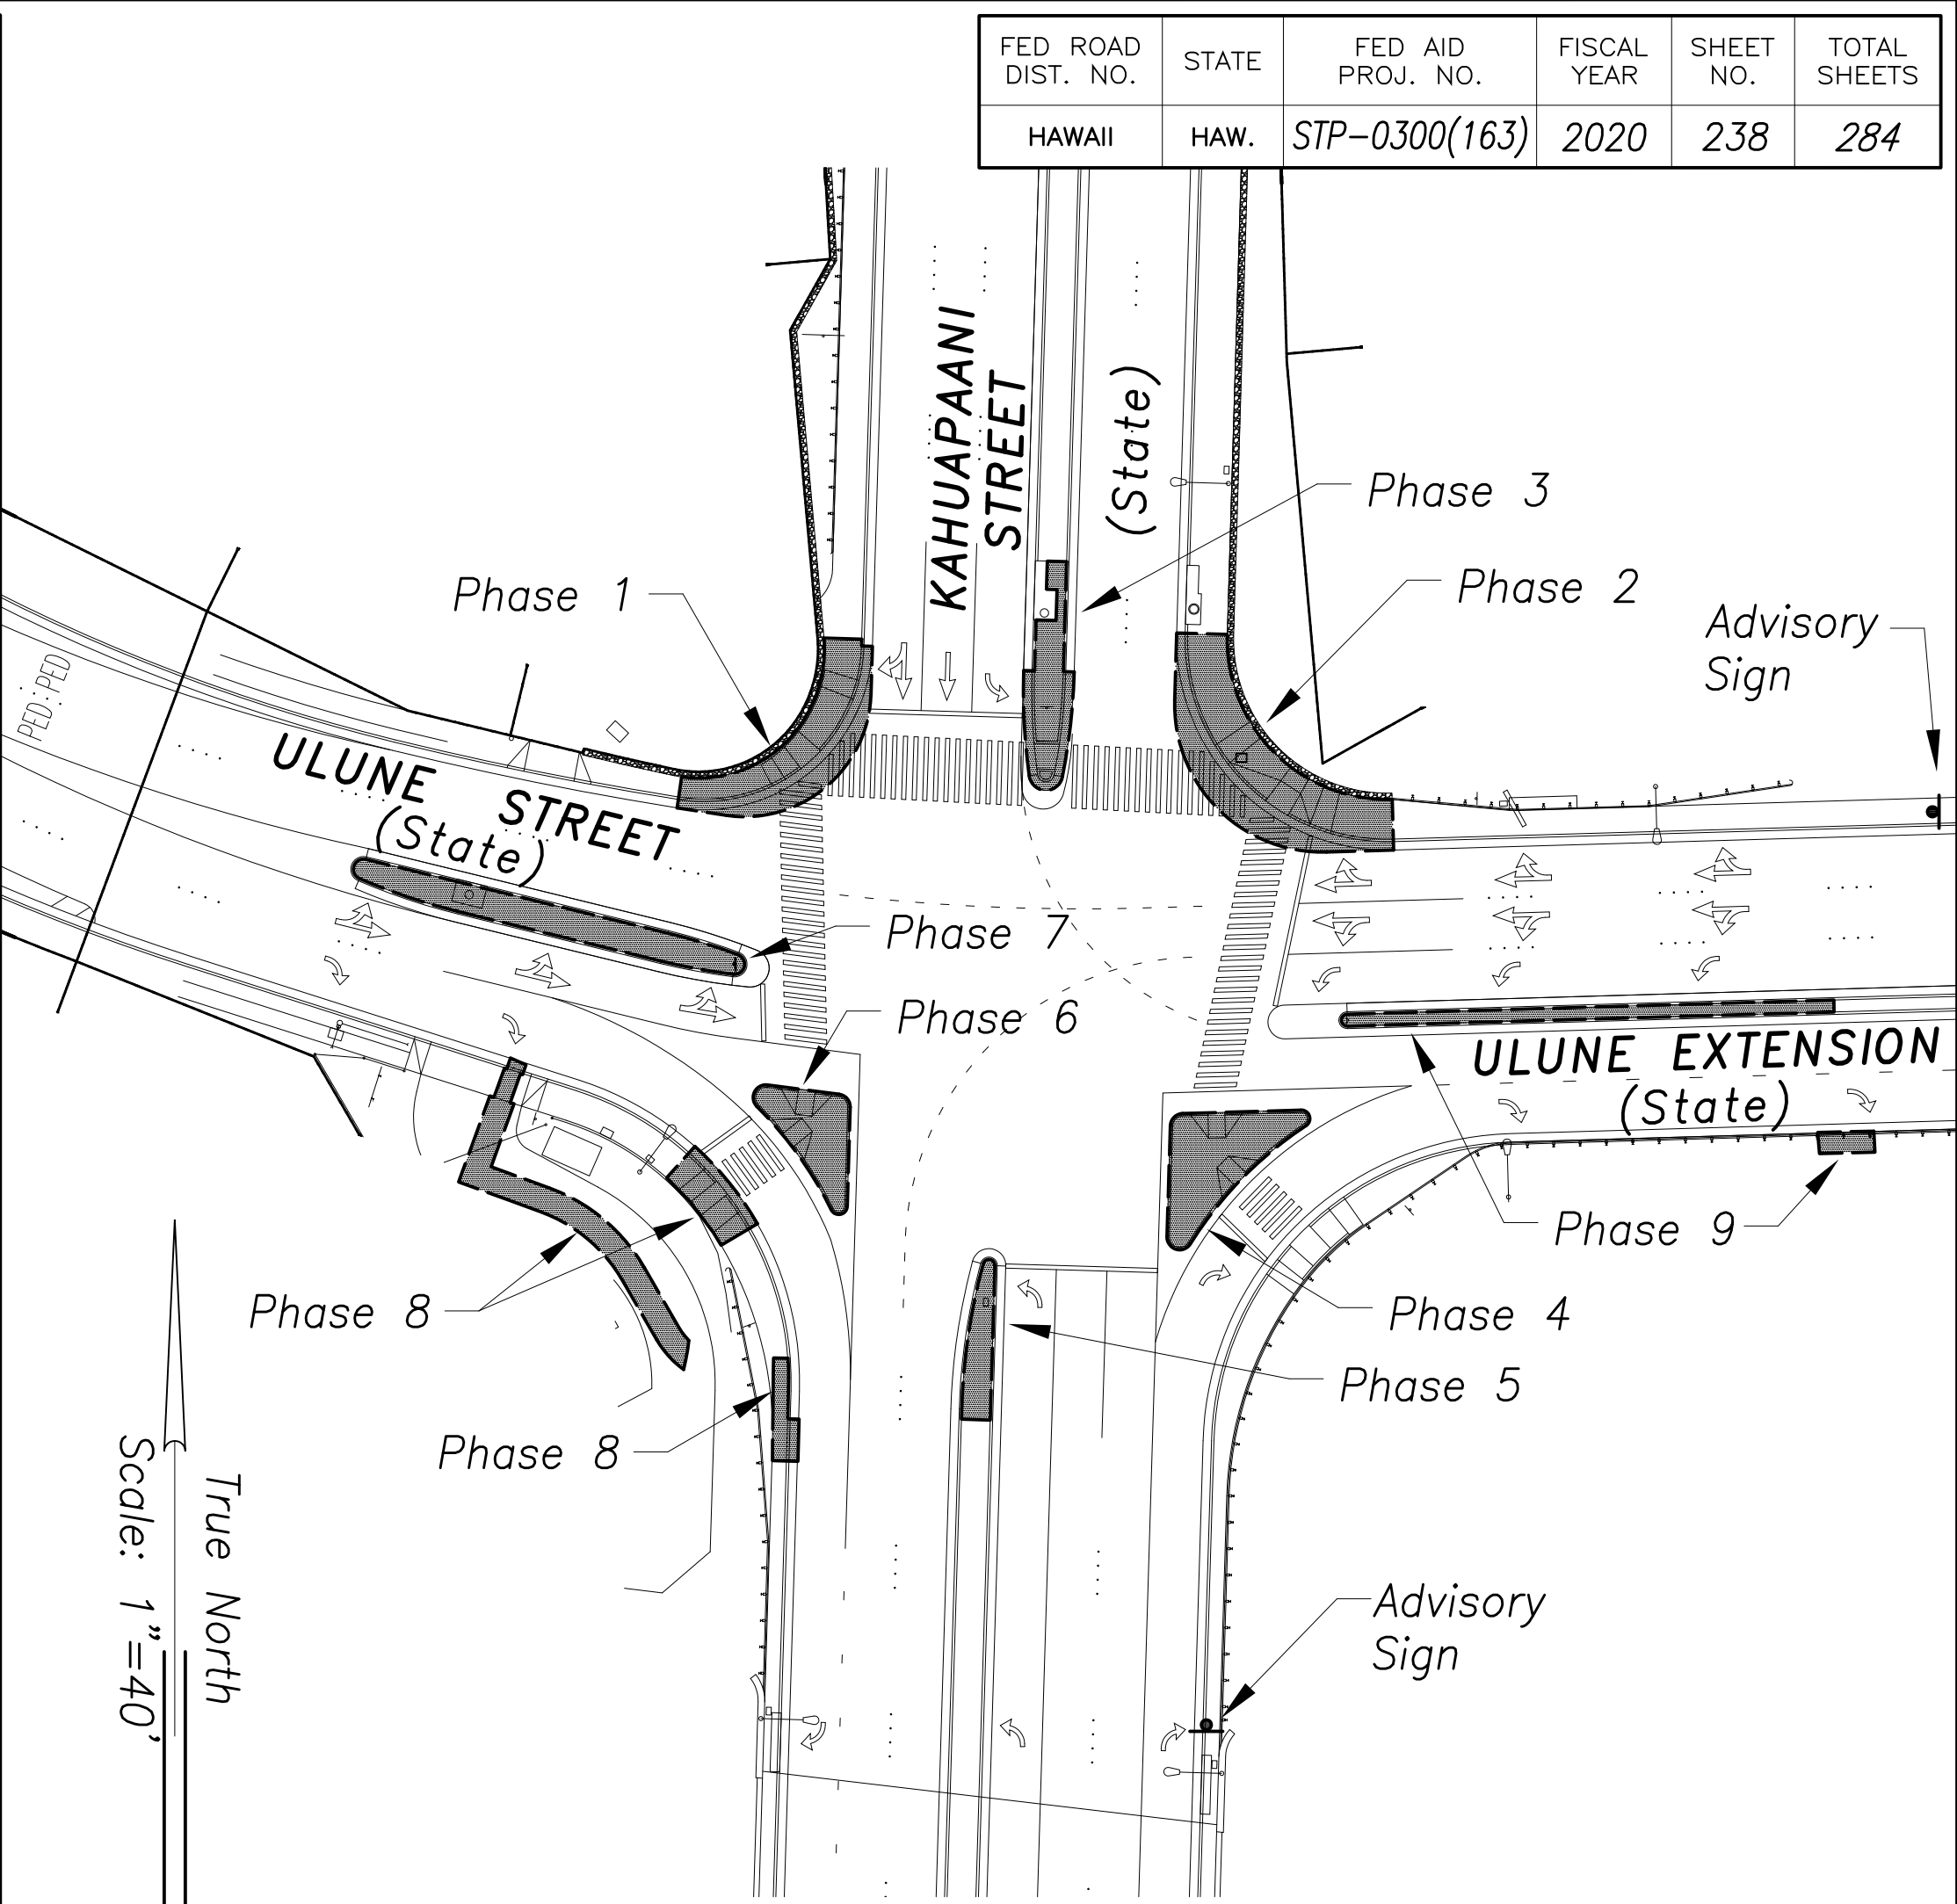 FED ROAD DIST. NO.
STATE
FED AID PROJ. NO.
FISCAL YEAR
SHEET NO.
TOTAL SHEETS
HAWAII
HAW.
STP-0300(163)
2020
238
284
KAHUAPAANI
STREET
(State)
Phase 3
Phase 1
Phase 2
Advisory
Sign
PED
PED
ULUNE STREET
(State)
Phase 7
Phase 6
ULUNE EXTENSION
(State)
Phase 9
Phase 8
Phase 4
Phase 5
Phase 8
True North
Scale: 1"=40'
Advisory
Sign